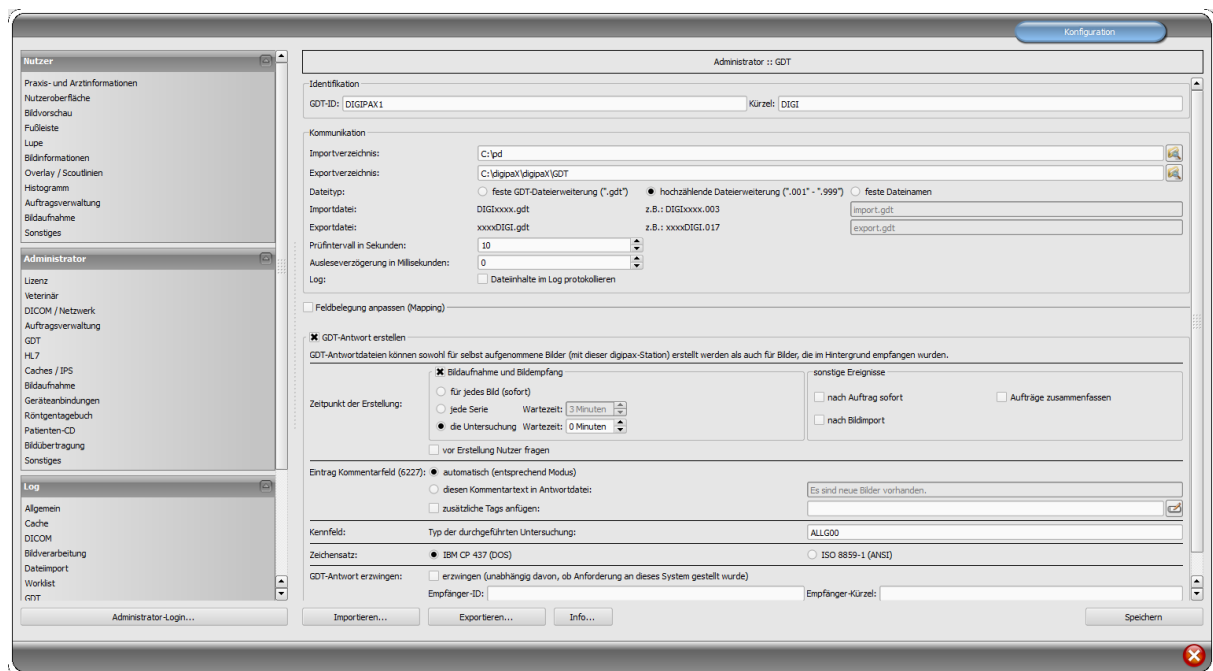 Konfiguration
Nutzer
Praxis- und Arztinformationen
Nutzeroberfläche
Bildvorschau
Fußleiste
Lupe
Bildinformationen
Overlay / Scoutlinien
Histogramm
Auftragsverwaltung
Bildaufnahme
Sonstiges
Administrator
Lizenz
Veterinär
DICOM / Netzwerk
Auftragsverwaltung
GDT
HL7
Caches / IPS
Bildaufnahme
Geräteanbindungen
Röntgentagebuch
Patienten-CD
Bildübertragung
Sonstiges
Log
Allgemein
Cache
DICOM
Bildverarbeitung
Dateiimport
Worklist
GDT
Administrator-Login...
Administrator :: GDT
Identifikation
GDT-ID: DIGIPAX1 Kürzel: DIGI
Kommunikation
Importverzeichnis: C:\pd
Exportverzeichnis: C:\digipaX\digipaX\GDT
Dateityp: feste GDT-Dateierweiterung (".gdt") hochzählende Dateierweiterung (".001" - ".999") feste Dateinamen
Importdatei: DIGIxxxx.gdt z.B.: DIGIxxxx.003 import.gdt
Exportdatei: xxxxDIGI.gdt z.B.: xxxxDIGI.017 export.gdt
Prüfintervall in Sekunden: 10
Ausleseverzögerung in Millisekunden: 0
Log: Dateiinhalte im Log protokollieren
Feldbelegung anpassen (Mapping)
GDT-Antwort erstellen
GDT-Antwortdateien können sowohl für selbst aufgenommene Bilder (mit dieser digipax-Station) erstellt werden als auch für Bilder, die im Hintergrund empfangen wurden.
Bildaufnahme und Bildempfang sonstige Ereignisse
für jedes Bild (sofort) nach Auftrag sofort Aufträge zusammenfassen
Zeitpunkt der Erstellung: jede Serie Wartezeit: 3 Minuten
nach Bildimport
die Untersuchung Wartezeit: 0 Minuten
vor Erstellung Nutzer fragen
Eintrag Kommentarfeld (6227): automatisch (entsprechend Modus)
diesen Kommentartext in Antwortdatei: Es sind neue Bilder vorhanden.
zusätzliche Tags anfügen:
Kennfeld: Typ der durchgeführten Untersuchung: ALLG00
Zeichensatz: IBM CP 437 (DOS) ISO 8859-1 (ANSI)
GDT-Antwort erzwingen: erzwingen (unabhängig davon, ob Anforderung an dieses System gestellt wurde)
Empfänger-ID: Empfänger-Kürzel:
Importieren... Exportieren... Info... Speichern